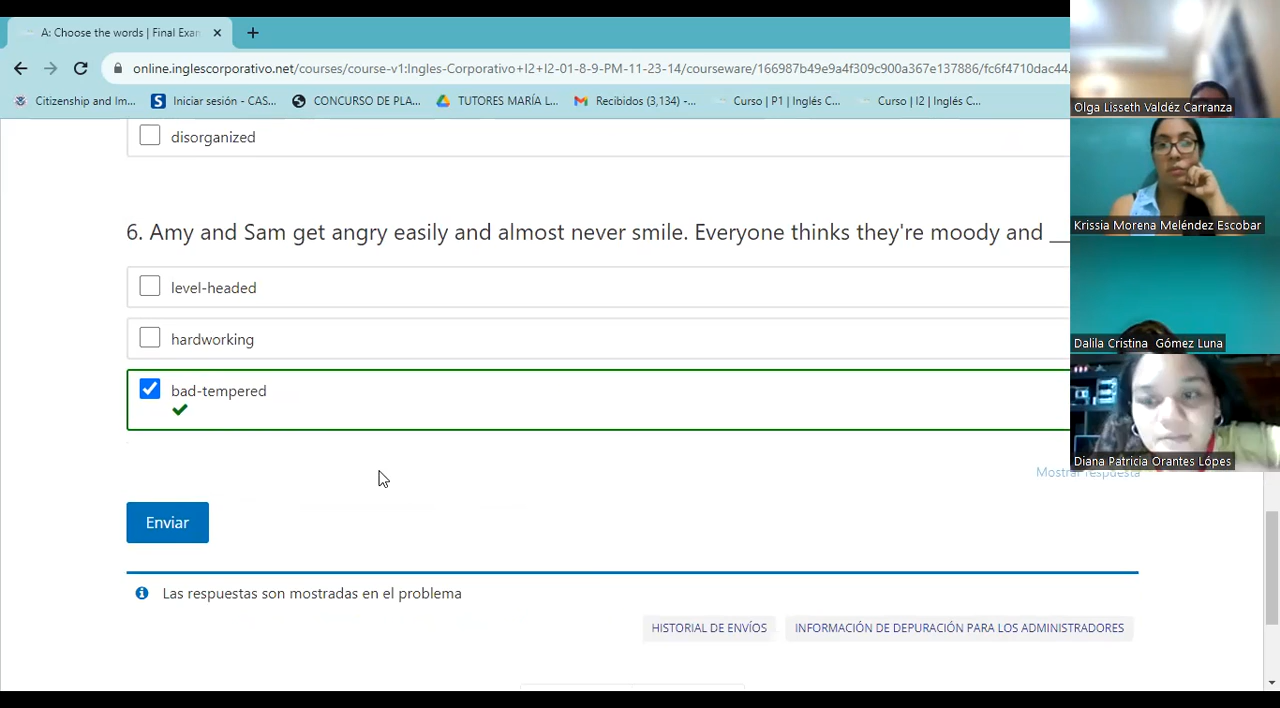 A: Choose the words | Final Exan
online.inglescorporativo.net/courses/course-v1:Ingles-Corporativo+I2+I2-01-8-9-PM-11-23-14/courseware/166987b49e9a4f309c900a367e137886/fc6f4710dac44.
Citizenship and Im... Iniciar sesión - CAS... CONCURSO DE PLA... TUTORES MARÍA L... Recibidos (3,134) -... Curso | P1 | Inglés C... Curso | I2 | Inglés C...
Olga Lisseth Valdéz Carranza
disorganized
Krissia Morena Meléndez Escobar
6. Amy and Sam get angry easily and almost never smile. Everyone thinks they're moody and __
level-headed
hardworking
Dalila Cristina Gómez Luna
bad-tempered
Diana Patricia Orantes Lópes
Mostrar respuesta
Enviar
Las respuestas son mostradas en el problema
HISTORIAL DE ENVÍOS
INFORMACIÓN DE DEPURACIÓN PARA LOS ADMINISTRADORES